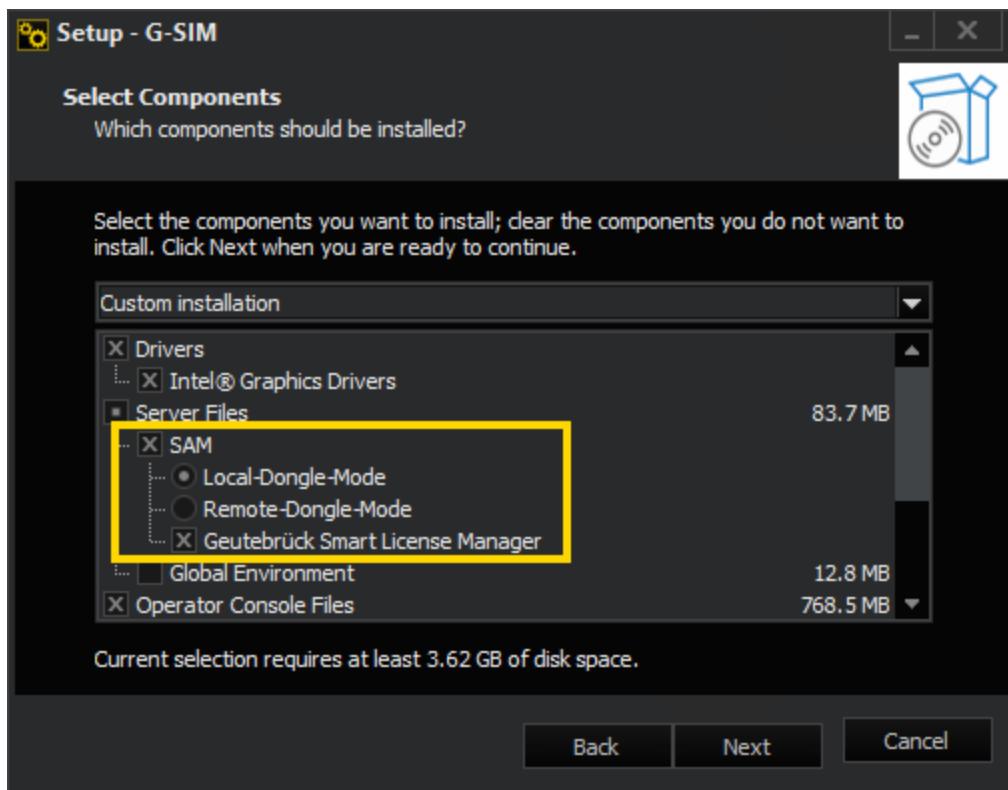 Setup - G-SIM
Select Components
Which components should be installed?
Select the components you want to install; clear the components you do not want to
install. Click Next when you are ready to continue.
Custom installation
Drivers
Intel® Graphics Drivers
Server Files 83.7 MB
SAM
Local-Dongle-Mode
Remote-Dongle-Mode
Geutebrück Smart License Manager
Global Environment 12.8 MB
Operator Console Files 768.5 MB
Current selection requires at least 3.62 GB of disk space.
Back Next Cancel